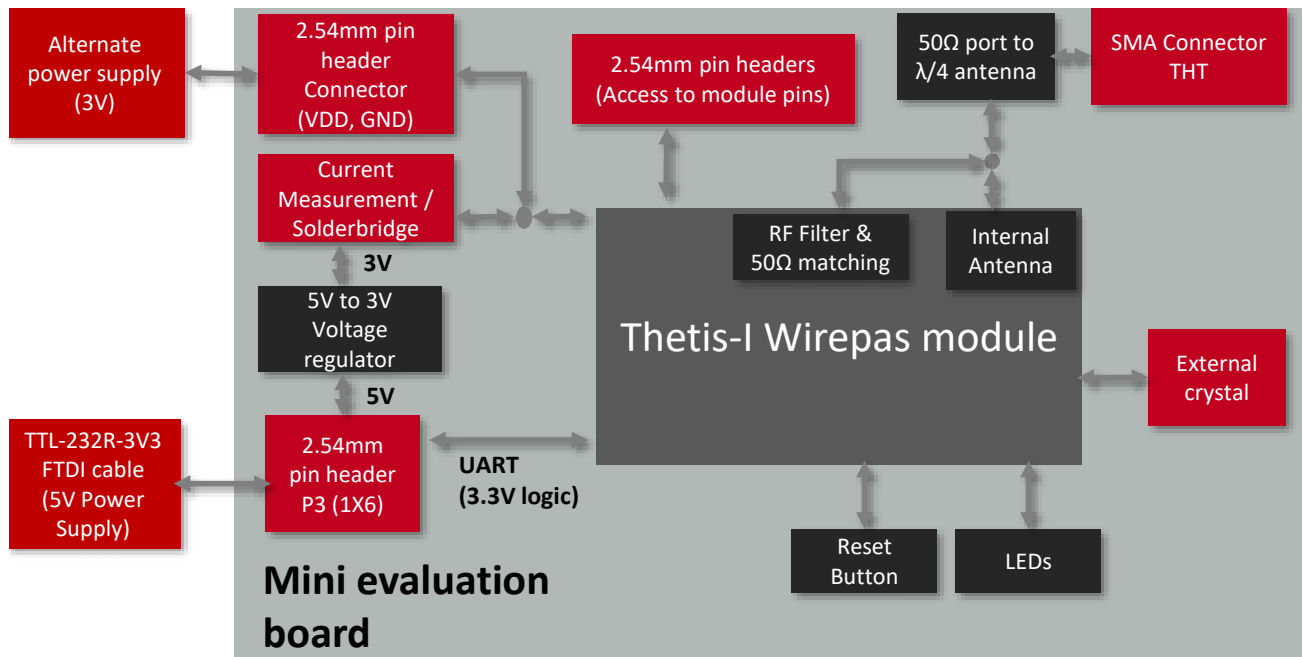 Alternate
power supply
(3V)
2.54mm pin
header
Connector
(VDD, GND)
2.54mm pin headers
(Access to module pins)
50Ω port to
λ/4 antenna
SMA Connector
THT
Current
Measurement /
Solderbridge
3V
RF Filter &
50Ω matching
Internal
Antenna
5V to 3V
Voltage
regulator
Thetis-I Wirepas module
External
crystal
5V
TTL-232R-3V3
FTDI cable
(5V Power
Supply)
2.54mm
pin header
P3 (1X6)
UART
(3.3V logic)
Reset
Button
LEDs
Mini evaluation
board